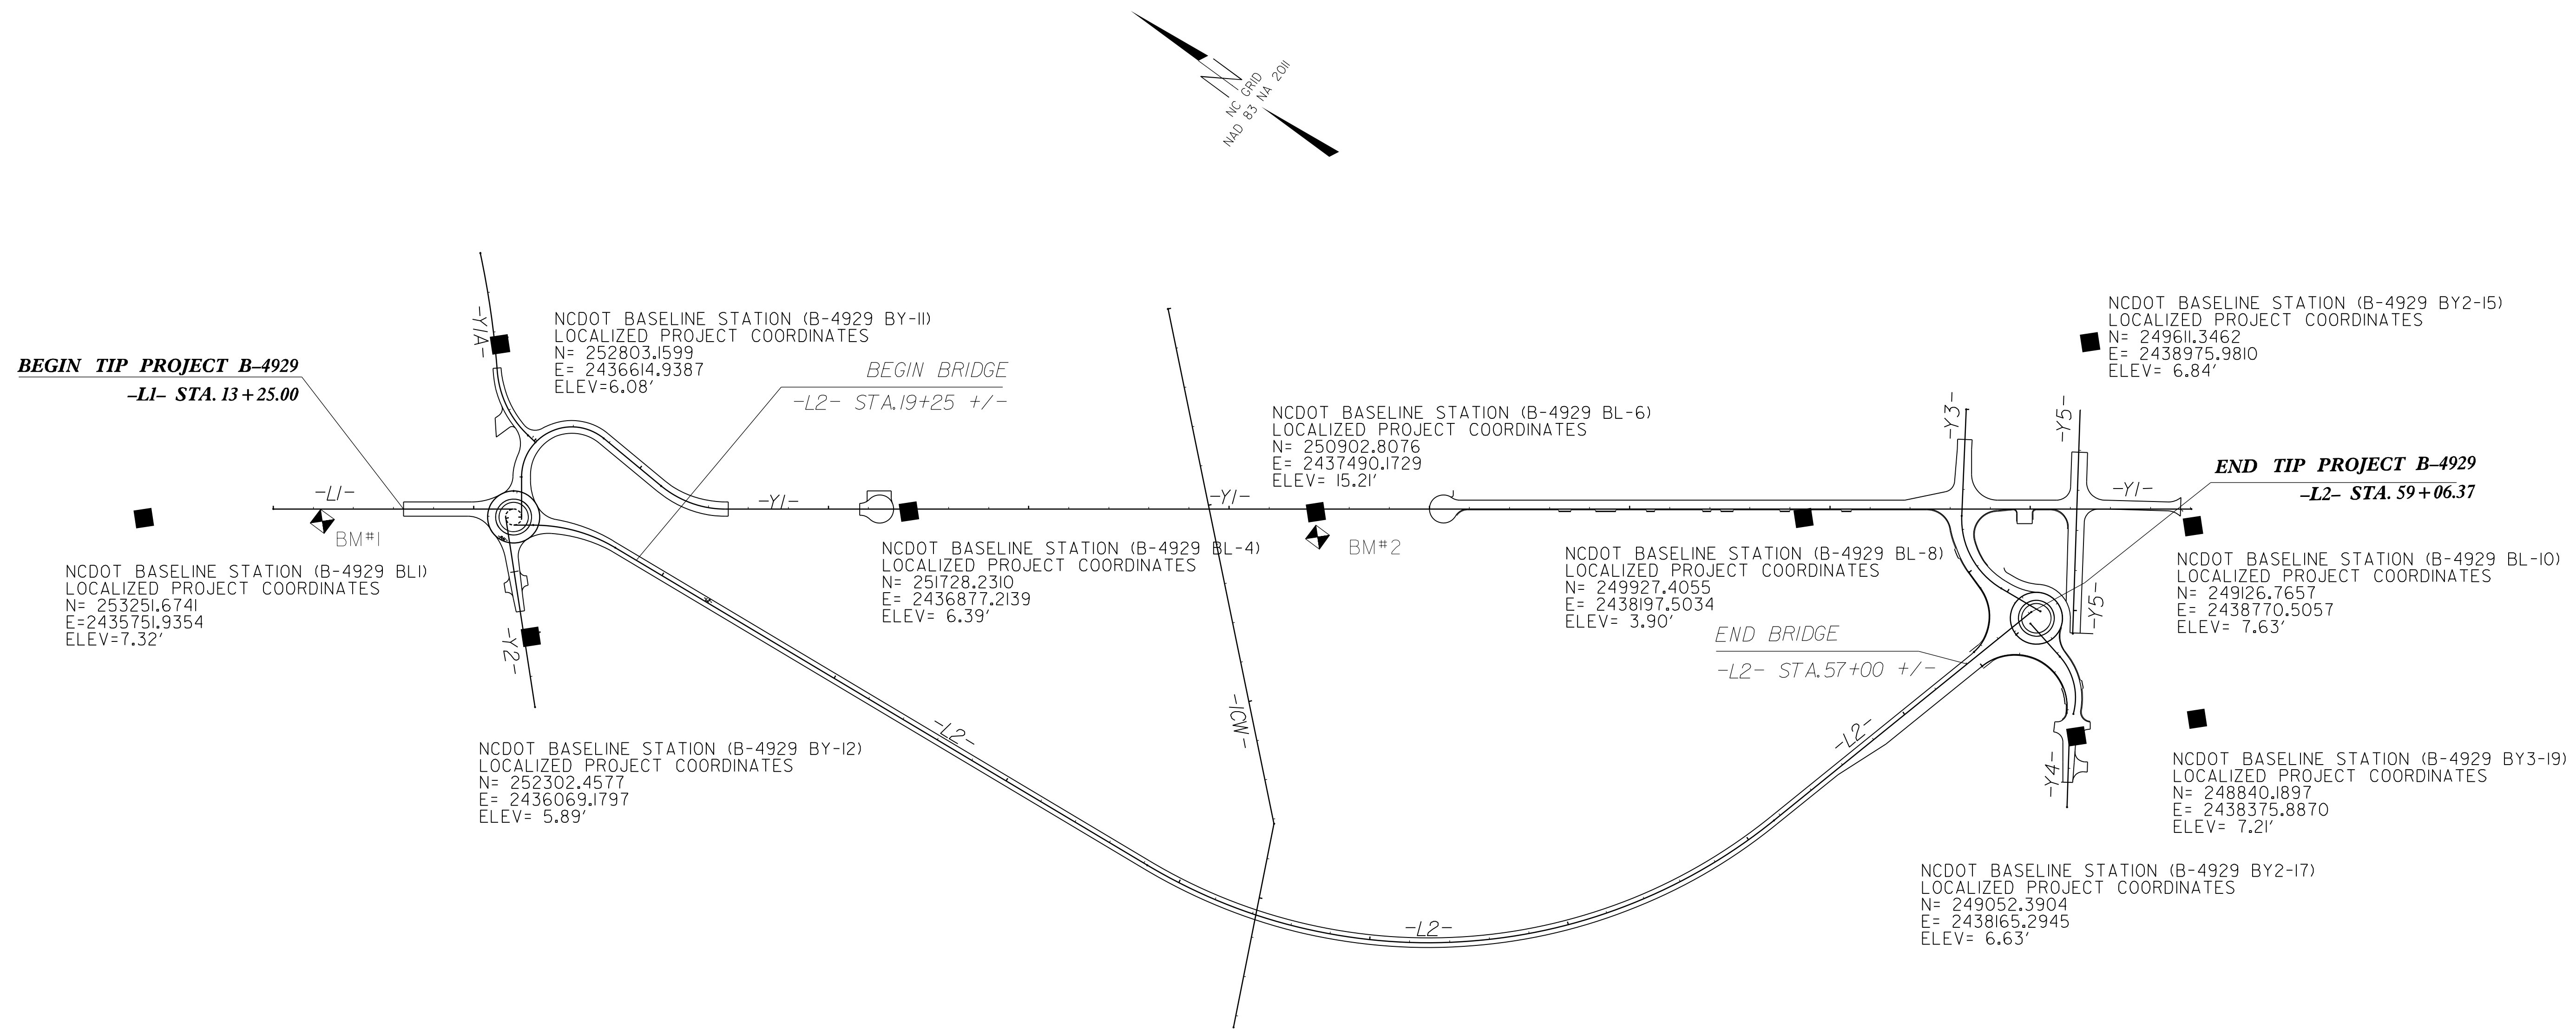 N
NC GRID
NAD 83 NA 2011
BEGIN TIP PROJECT B-4929
-L1- STA. 13+25.00
-Y1A-
NCDOT BASELINE STATION (B-4929 BY-11)
LOCALIZED PROJECT COORDINATES
N= 252803.1599
E= 2436614.9387
ELEV=6.08'
BEGIN BRIDGE
-L2- STA.19+25 +/-
NCDOT BASELINE STATION (B-4929 BL-6)
LOCALIZED PROJECT COORDINATES
N= 250902.8076
E= 2437490.1729
ELEV= 15.21'
NCDOT BASELINE STATION (B-4929 BY2-15)
LOCALIZED PROJECT COORDINATES
N= 249611.3462
E= 2438975.9810
ELEV= 6.84'
-Y3-
-Y5-
END TIP PROJECT B-4929
-L2- STA. 59+06.37
-L1-
-Y1-
-Y1-
-Y1-
BM#1
BM#2
NCDOT BASELINE STATION (B-4929 BL1)
LOCALIZED PROJECT COORDINATES
N= 253251.6741
E=2435751.9354
ELEV=7.32'
NCDOT BASELINE STATION (B-4929 BL-4)
LOCALIZED PROJECT COORDINATES
N= 251728.2310
E= 2436877.2139
ELEV= 6.39'
NCDOT BASELINE STATION (B-4929 BL-8)
LOCALIZED PROJECT COORDINATES
N= 249927.4055
E= 2438197.5034
ELEV= 3.90'
NCDOT BASELINE STATION (B-4929 BL-10)
LOCALIZED PROJECT COORDINATES
N= 249126.7657
E= 2438770.5057
ELEV= 7.63'
-Y5-
END BRIDGE
-L2- STA.57+00 +/-
-Y2-
-L2-
-ICW-
-L2-
-Y4-
NCDOT BASELINE STATION (B-4929 BY-12)
LOCALIZED PROJECT COORDINATES
N= 252302.4577
E= 2436069.1797
ELEV= 5.89'
NCDOT BASELINE STATION (B-4929 BY3-19)
LOCALIZED PROJECT COORDINATES
N= 248840.1897
E= 2438375.8870
ELEV= 7.21'
NCDOT BASELINE STATION (B-4929 BY2-17)
LOCALIZED PROJECT COORDINATES
N= 249052.3904
E= 2438165.2945
ELEV= 6.63'
-L2-